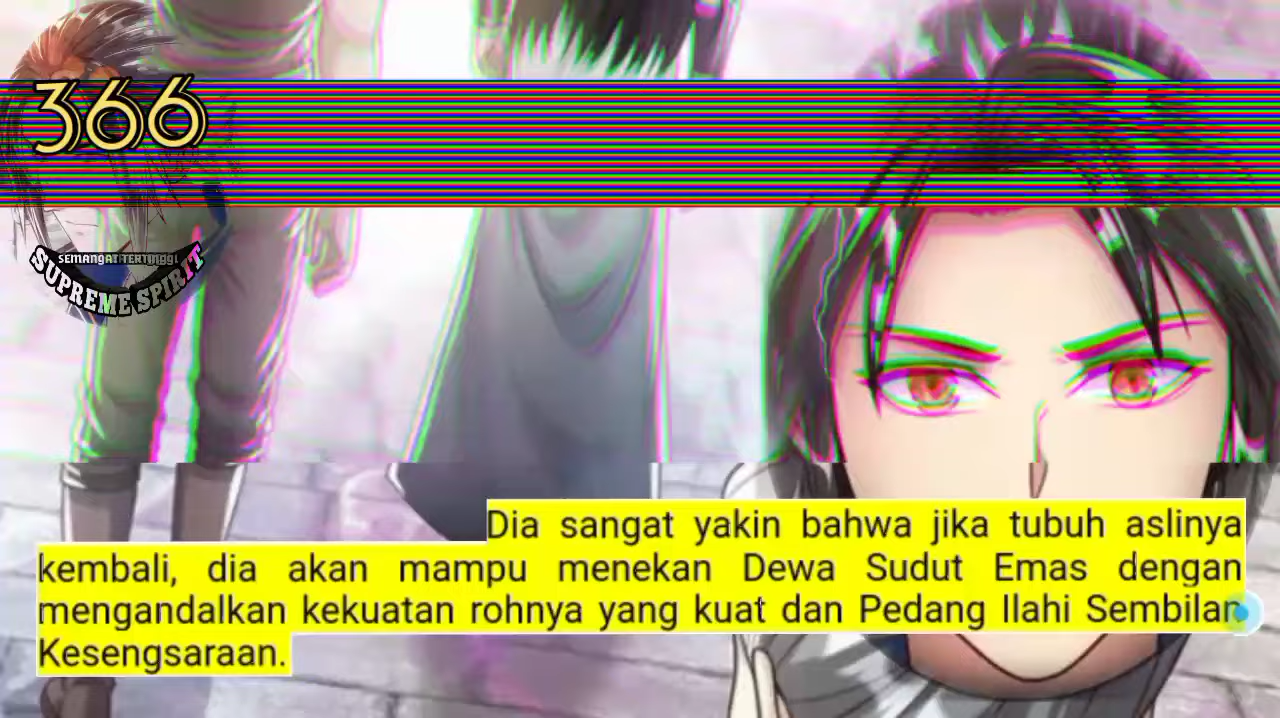 366
SEMANGAT TERTINGGI
SUPREME SPIRIT
Dia sangat yakin bahwa jika tubuh aslinya
kembali, dia akan mampu menekan Dewa Sudut Emas dengan
mengandalkan kekuatan rohnya yang kuat dan Pedang Ilahi Sembilan
Kesengsaraan.